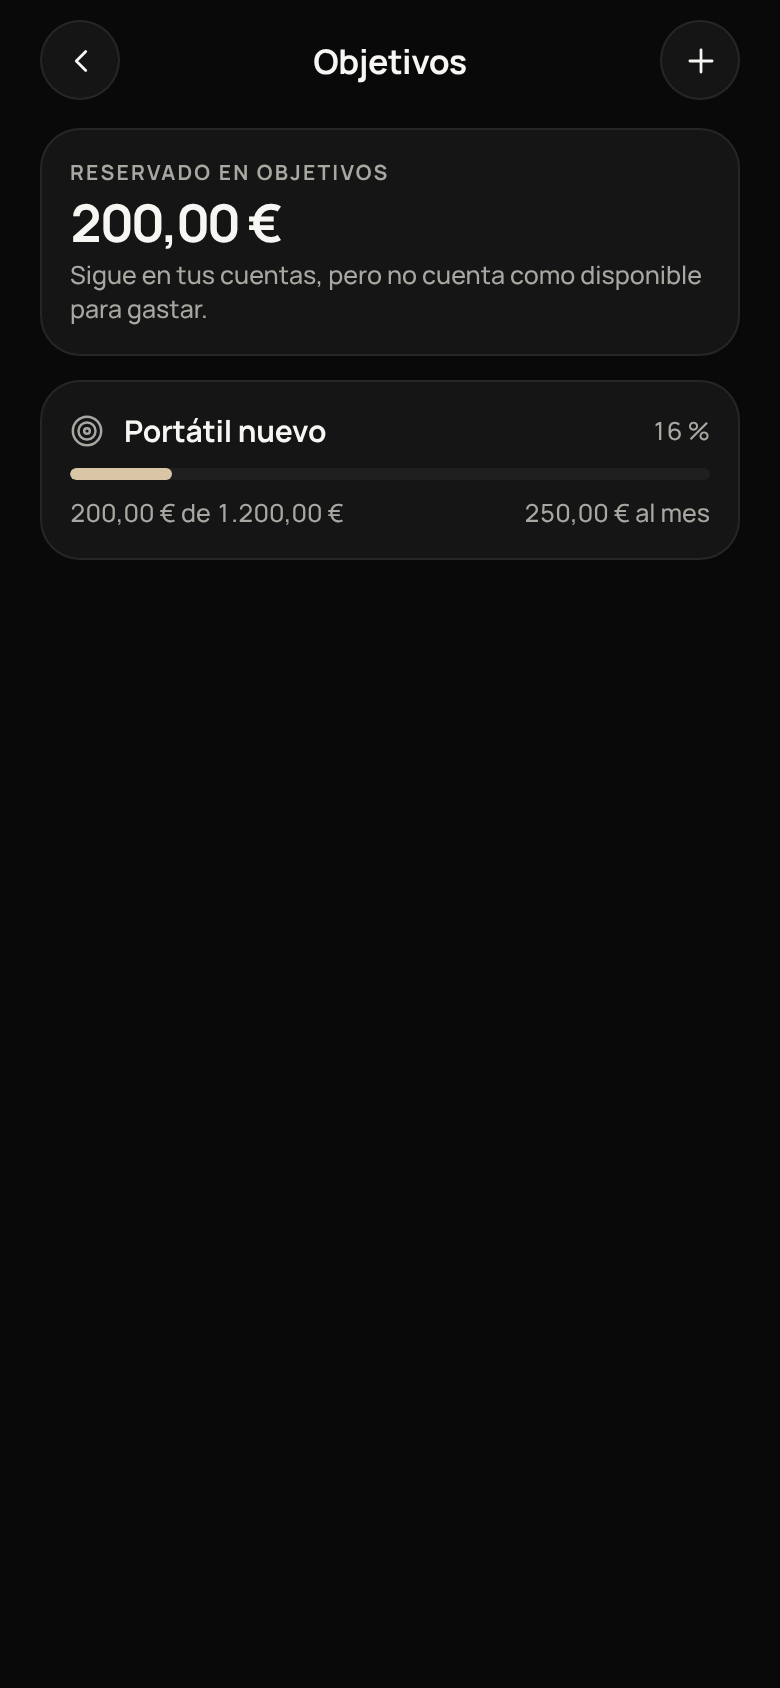 Objetivos
RESERVADO EN OBJETIVOS
200,00 €
Sigue en tus cuentas, pero no cuenta como disponible
para gastar.
Portátil nuevo
16 %
200,00 € de 1.200,00 €
250,00 € al mes